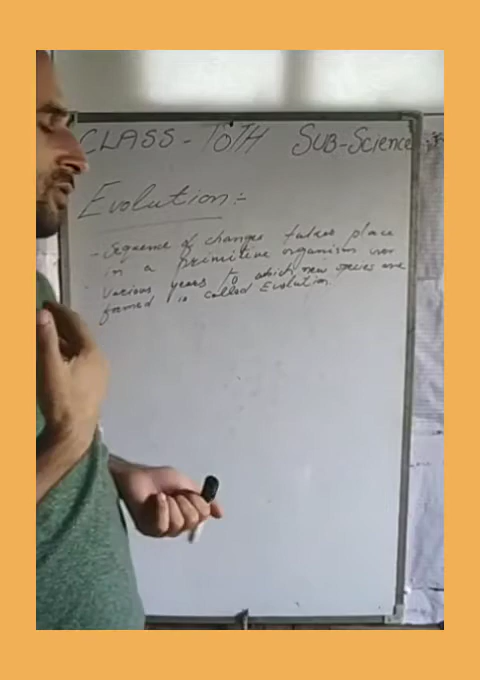 CLASS - TOTH SUB-Science
Evolution:-
- Sequence of changes takes place
in a primitive organism over
various years to which new species are
formed is called Evolution.